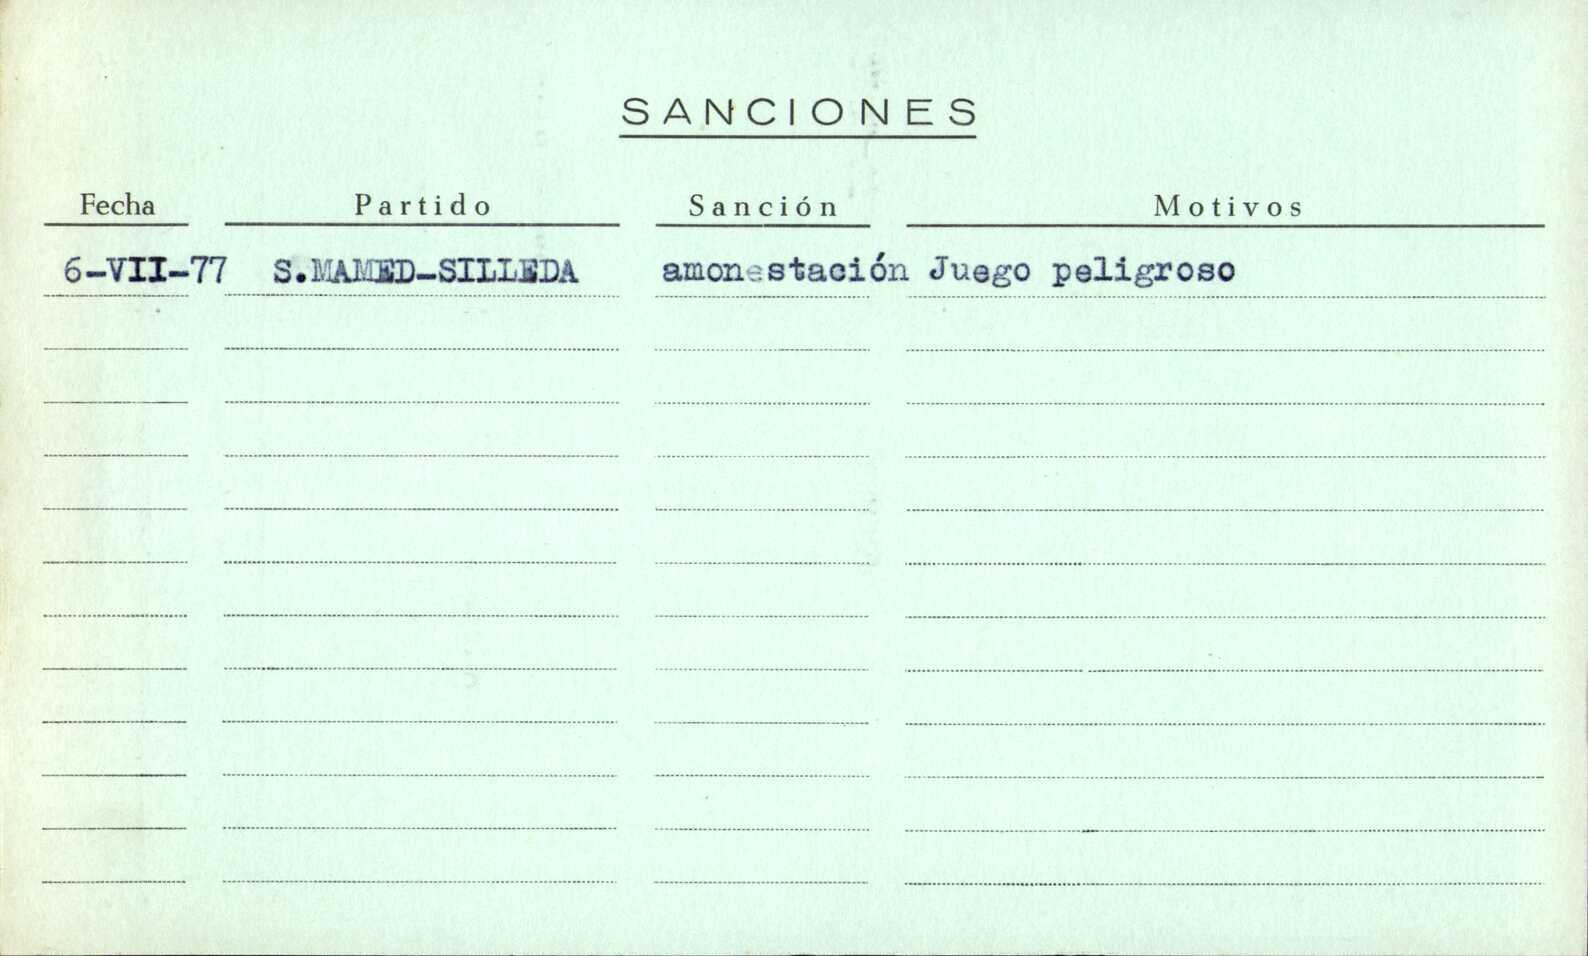 SANCIONES
Fecha Partido Sanción Motivos
6-VII-77 S.MAMED-SILLEDA amonestación Juego peligroso